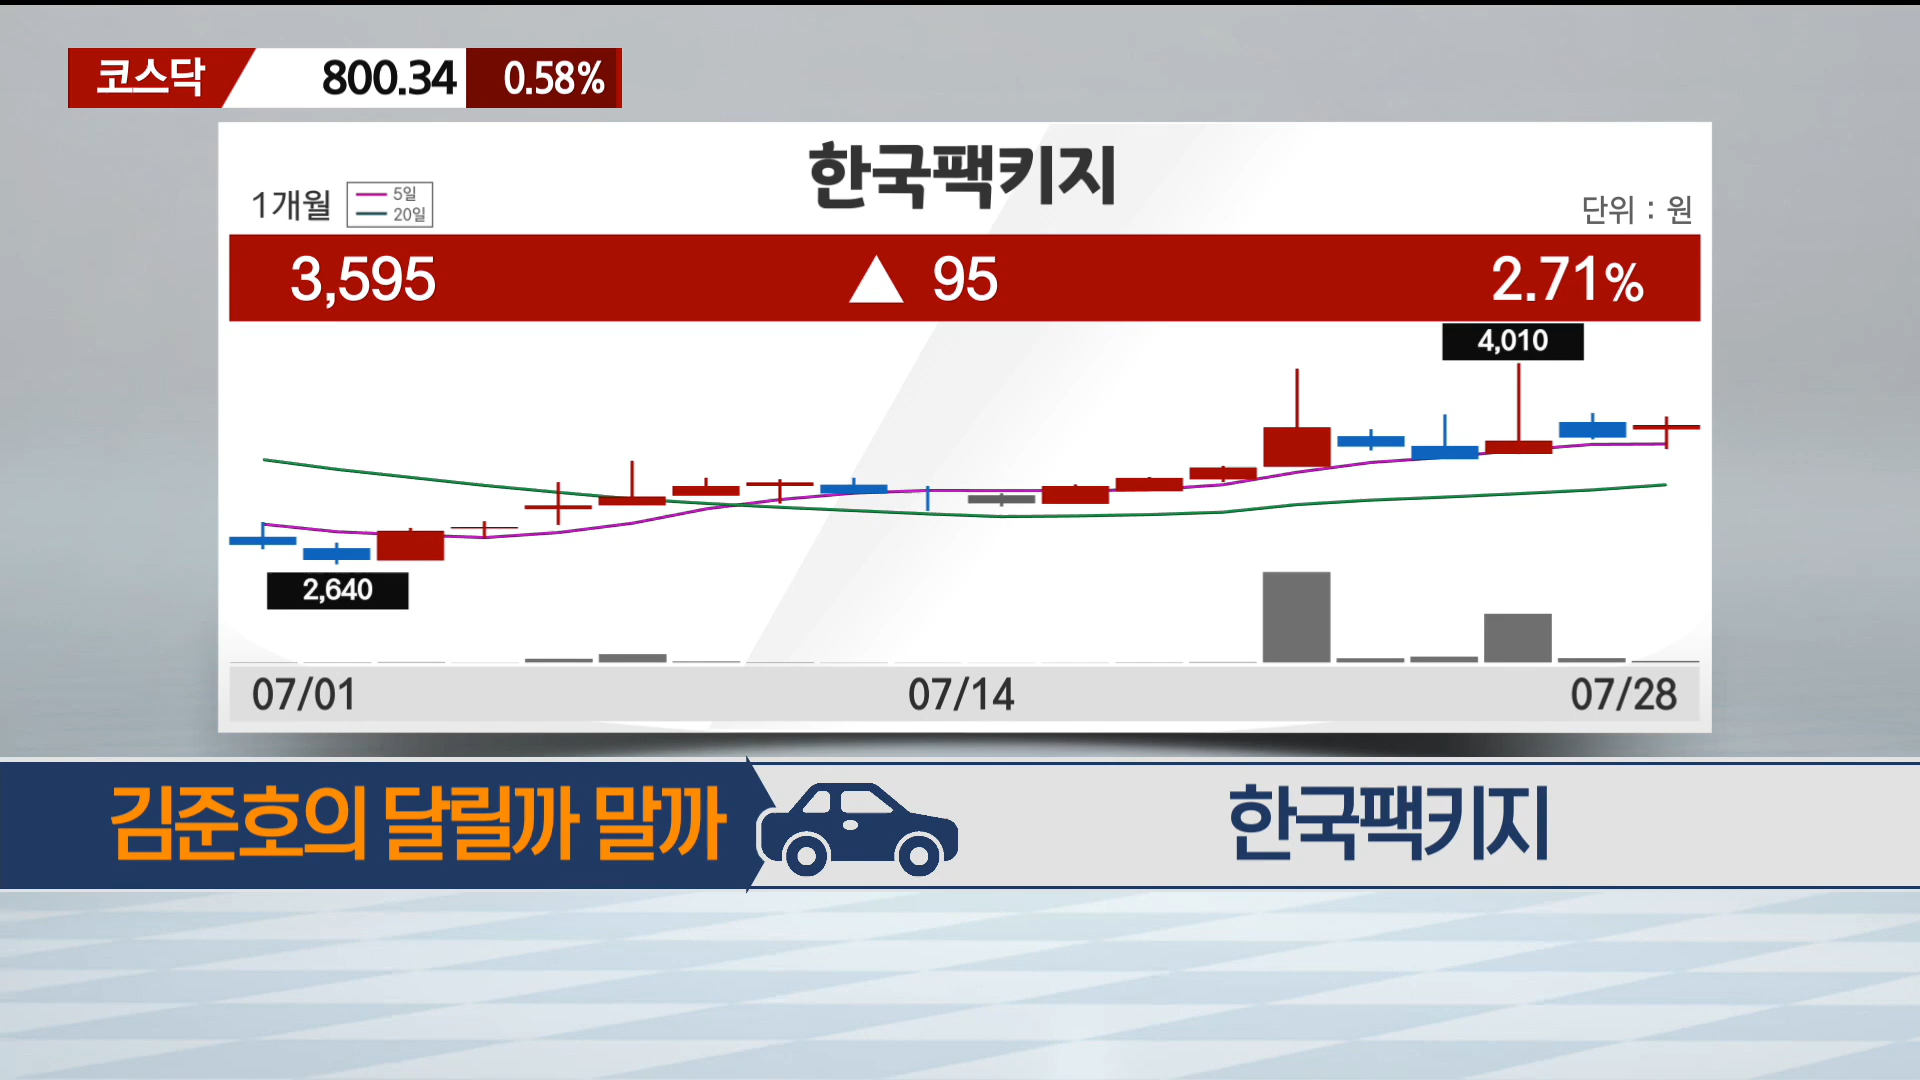 코스닥 800.34 0.58%
한국팩키지
1개월 5일 20일 단위 : 원
3,595 ▲ 95 2.71%
4,010
2,640
07/01 07/14 07/28
김준호의 달릴까 말까 한국팩키지